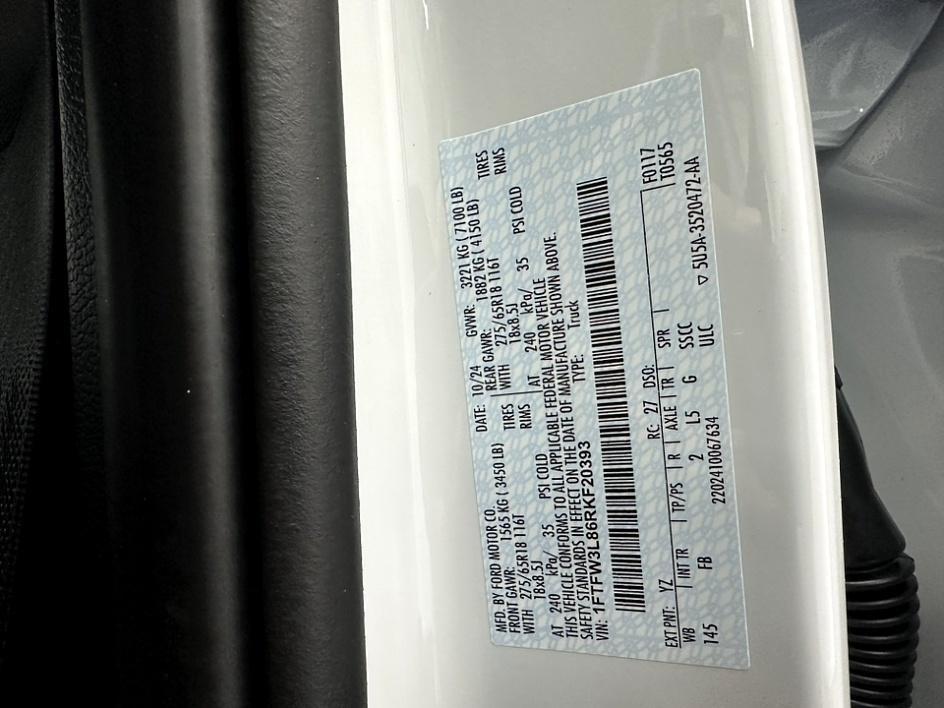 MFD. BY FORD MOTOR CO. DATE: 10/24 GVWR: 3221 KG ( 7100 LB)
FRONT GAWR: 1565 KG ( 3450 LB) REAR GAWR: 1882 KG ( 4150 LB)
WITH 275/65R18 116T TIRES WITH 275/65R18 116T TIRES
18x8.5J RIMS 18x8.5J RIMS
AT 240 kPa/ 35 PSI COLD AT 240 kPa/ 35 PSI COLD
THIS VEHICLE CONFORMS TO ALL APPLICABLE FEDERAL MOTOR VEHICLE
SAFETY STANDARDS IN EFFECT ON THE DATE OF MANUFACTURE SHOWN ABOVE.
VIN: 1FTFW3L86RKF20393 TYPE: Truck
F0117
EXT PNT: YZ RC: 27 DSO: T0565
WB INT TR TP/PS R AXLE TR SPR
145 FB 2 L5 G SSCC
2202410067634 ULC ▽ 5U5A-3520472-AA